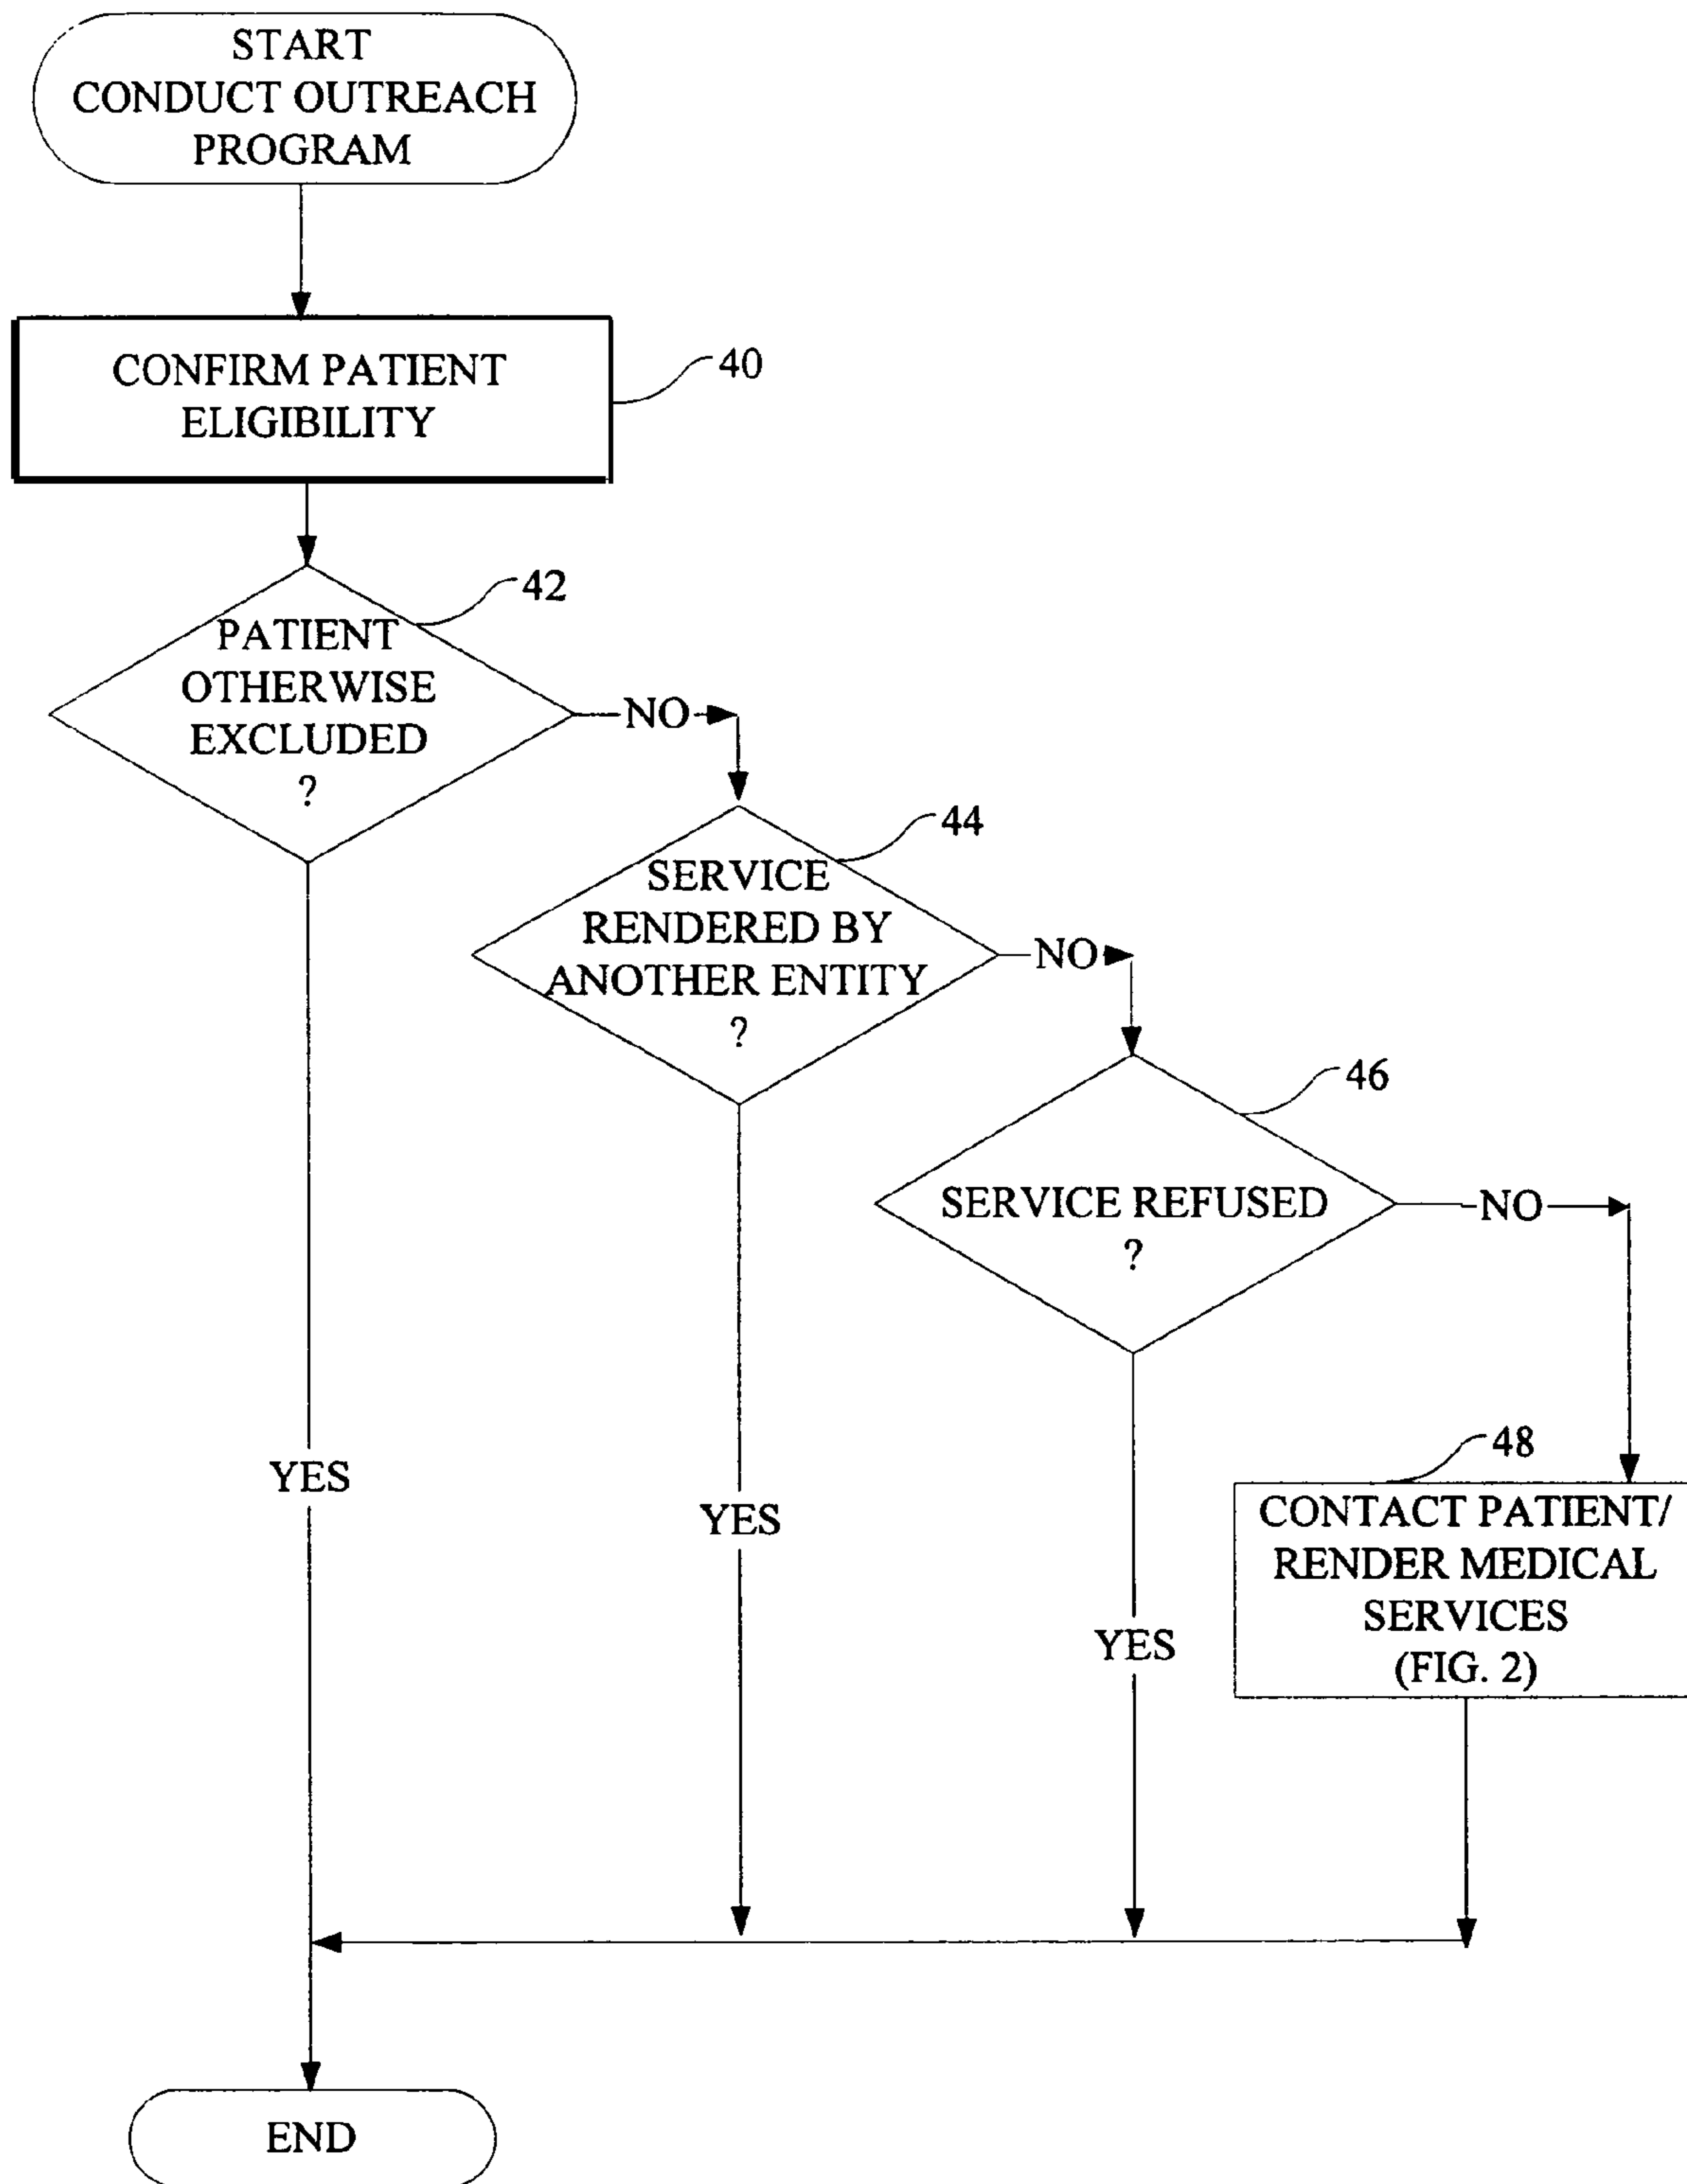 START
CONDUCT OUTREACH
PROGRAM
CONFIRM PATIENT
ELIGIBILITY
40
42
PATIENT
OTHERWISE
EXCLUDED
?
NO
44
SERVICE
RENDERED BY
ANOTHER ENTITY
?
NO
46
SERVICE REFUSED
?
NO
48
CONTACT PATIENT/
RENDER MEDICAL
SERVICES
(FIG. 2)
YES
YES
YES
END